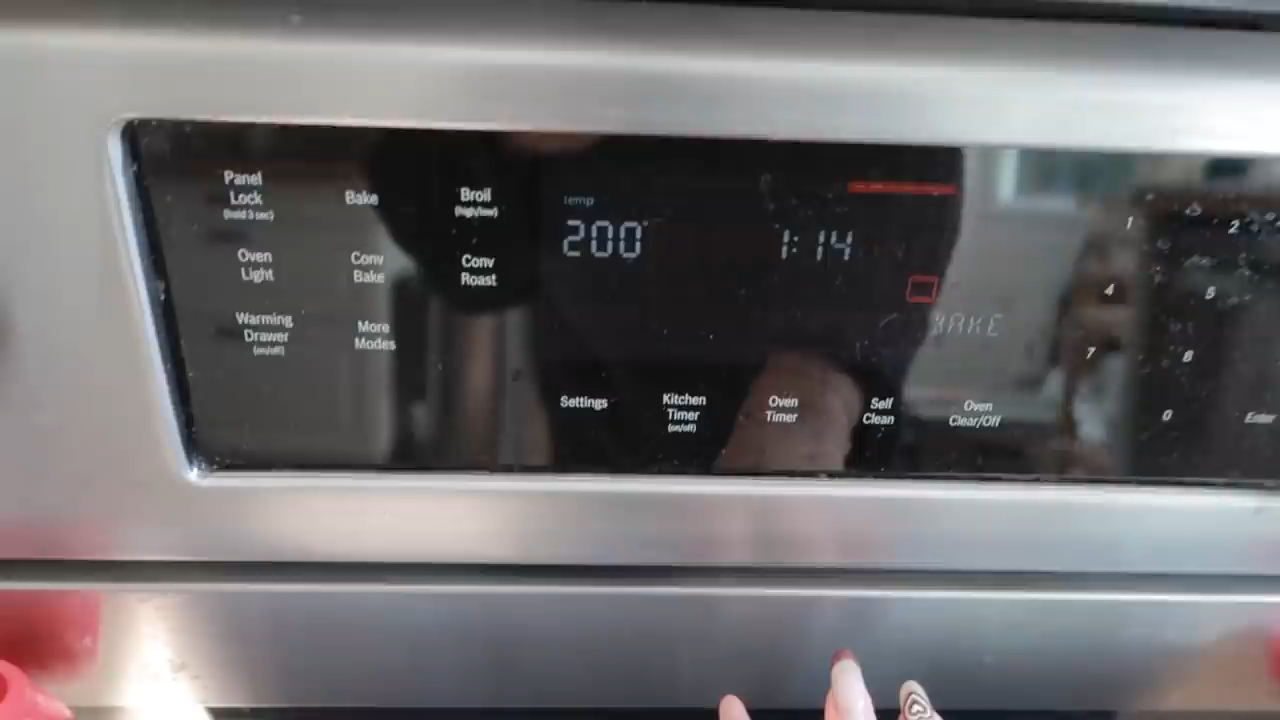 Panel
Lock
(hold 3 sec)
Bake
Broil
(high/low)
Oven
Light
Conv
Bake
Conv
Roast
Warming
Drawer
(on/off)
More
Modes
temp
200°
1:14
BAKE
Settings
Kitchen
Timer
(on/off)
Oven
Timer
Self
Clean
Oven
Clear/Off
1 2
4 5
7 8
0 Enter